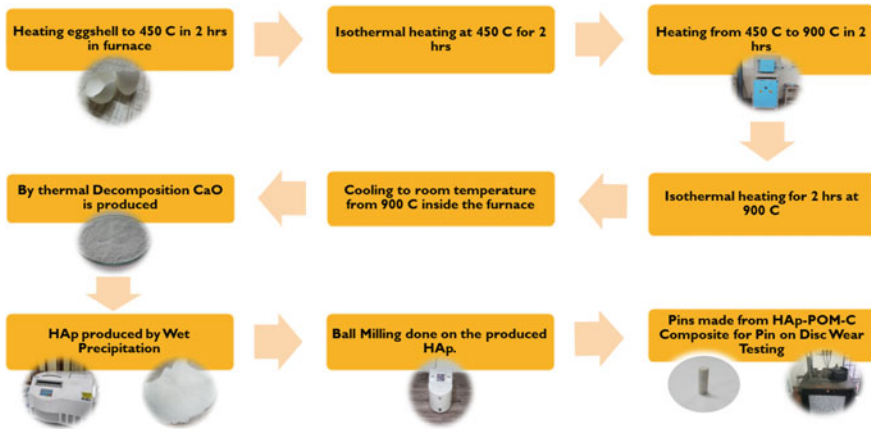 Heating eggshell to 450 C in 2 hrs
in furnace
Isothermal heating at 450 C for 2
hrs
Heating from 450 C to 900 C in 2
hrs
Isothermal heating for 2 hrs at
900 C
Cooling to room temperature
from 900 C inside the furnace
By thermal Decomposition CaO
is produced
HAp produced by Wet
Precipitation
Ball Milling done on the produced
HAp.
Pins made from HAp-POM-C
Composite for Pin on Disc Wear
Testing